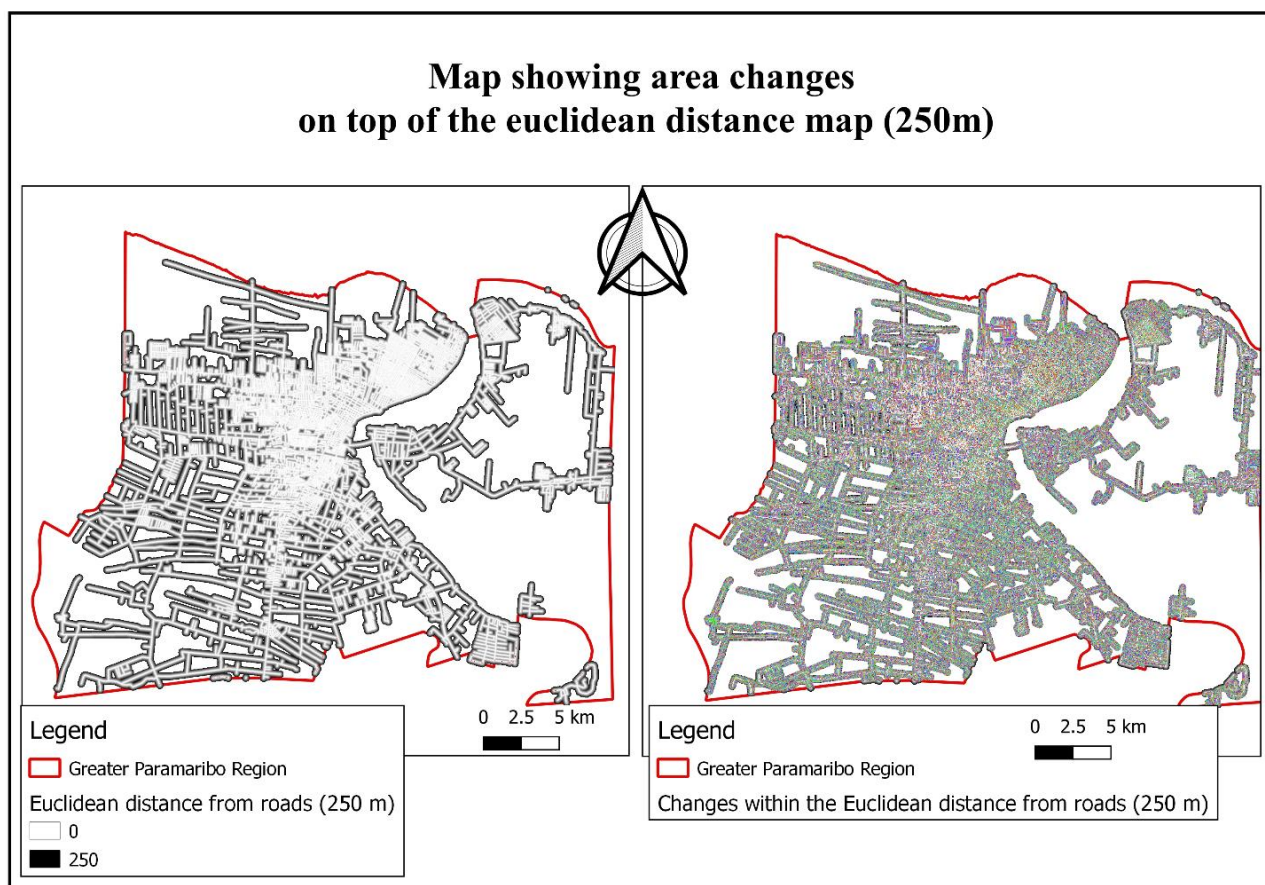 Map showing area changes
on top of the euclidean distance map (250m)
0 2.5 5 km
Legend
Greater Paramaribo Region
Euclidean distance from roads (250 m)
0
250
0 2.5 5 km
Legend
Greater Paramaribo Region
Changes within the Euclidean distance from roads (250 m)